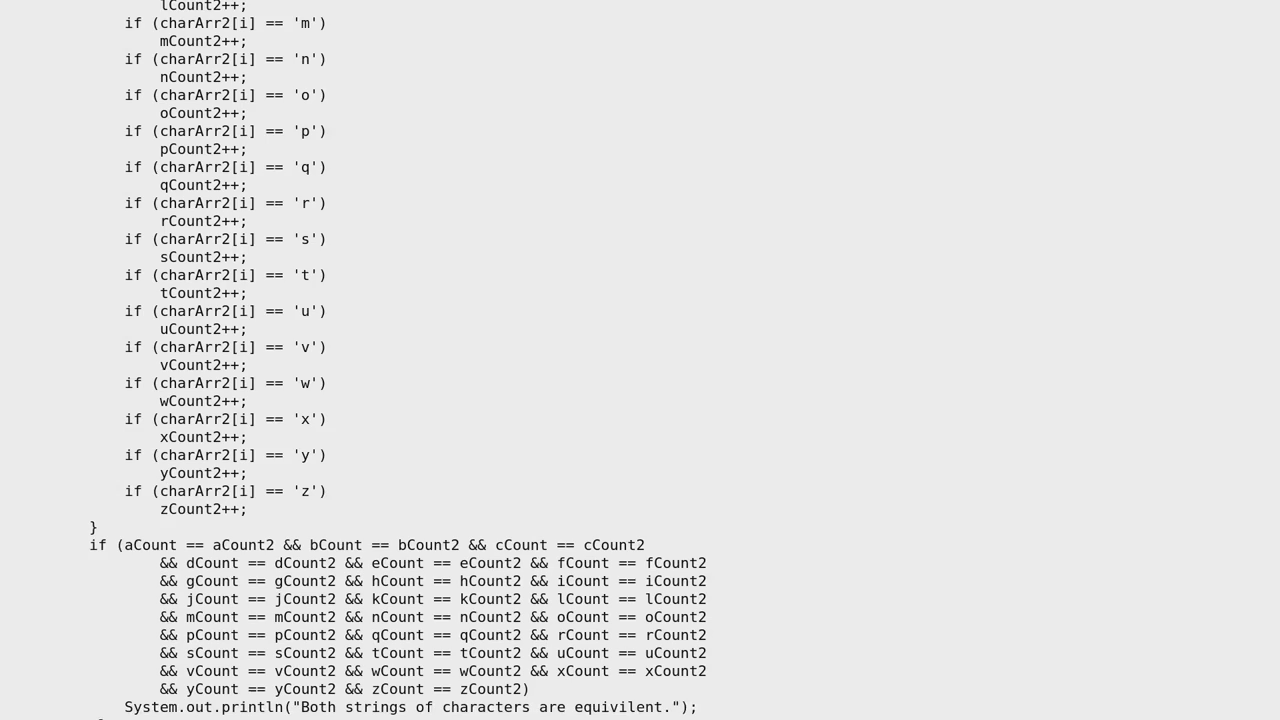 lCount2++;
if (charArr2[i] == 'm')
mCount2++;
if (charArr2[i] == 'n')
nCount2++;
if (charArr2[i] == 'o')
oCount2++;
if (charArr2[i] == 'p')
pCount2++;
if (charArr2[i] == 'q')
qCount2++;
if (charArr2[i] == 'r')
rCount2++;
if (charArr2[i] == 's')
sCount2++;
if (charArr2[i] == 't')
tCount2++;
if (charArr2[i] == 'u')
uCount2++;
if (charArr2[i] == 'v')
vCount2++;
if (charArr2[i] == 'w')
wCount2++;
if (charArr2[i] == 'x')
xCount2++;
if (charArr2[i] == 'y')
yCount2++;
if (charArr2[i] == 'z')
zCount2++;
}
if (aCount == aCount2 && bCount == bCount2 && cCount == cCount2
&& dCount == dCount2 && eCount == eCount2 && fCount == fCount2
&& gCount == gCount2 && hCount == hCount2 && iCount == iCount2
&& jCount == jCount2 && kCount == kCount2 && lCount == lCount2
&& mCount == mCount2 && nCount == nCount2 && oCount == oCount2
&& pCount == pCount2 && qCount == qCount2 && rCount == rCount2
&& sCount == sCount2 && tCount == tCount2 && uCount == uCount2
&& vCount == vCount2 && wCount == wCount2 && xCount == xCount2
&& yCount == yCount2 && zCount == zCount2)
System.out.println("Both strings of characters are equivilent.");